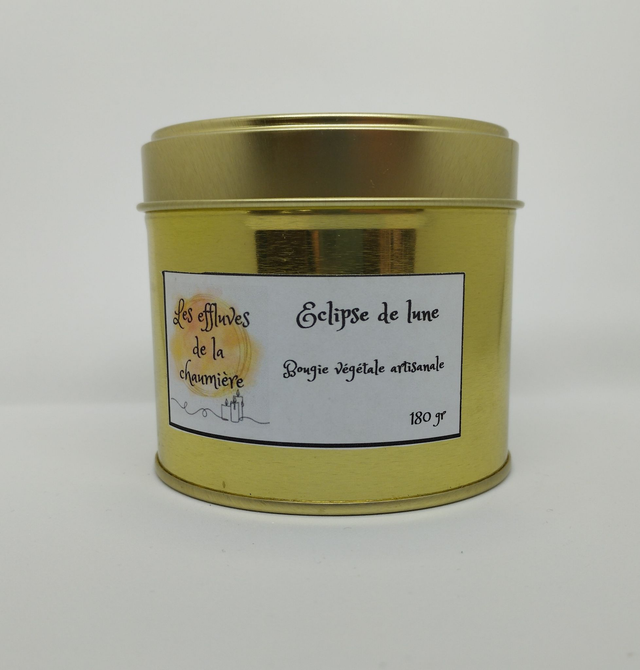 Les effluves
de la
chaumière
Eclipse de lune
Bougie végétale artisanale
180 gr